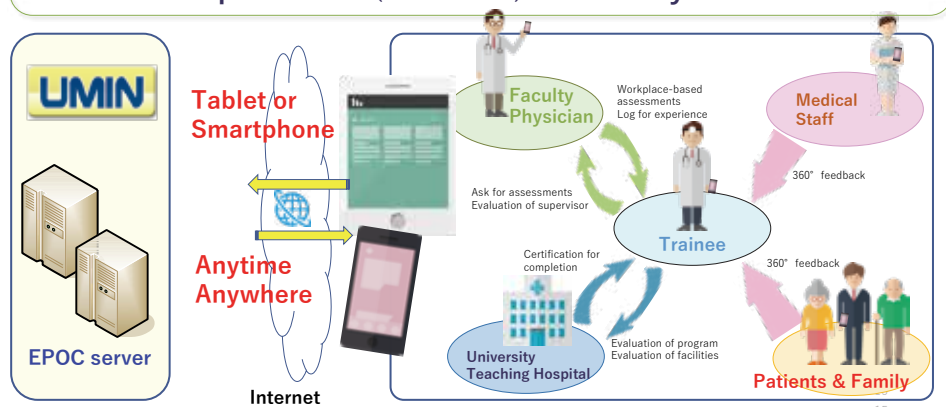 UMIN
EPOC server
Tablet or
Smartphone
Anytime
Anywhere
Internet
Faculty
Physician
Workplace-based
assessments
Log for experience
Medical
Staff
360° feedback
Ask for assessments
Evaluation of supervisor
Trainee
Certification for
completion
360° feedback
Evaluation of program
Evaluation of facilities
University
Teaching Hospital
Patients & Family